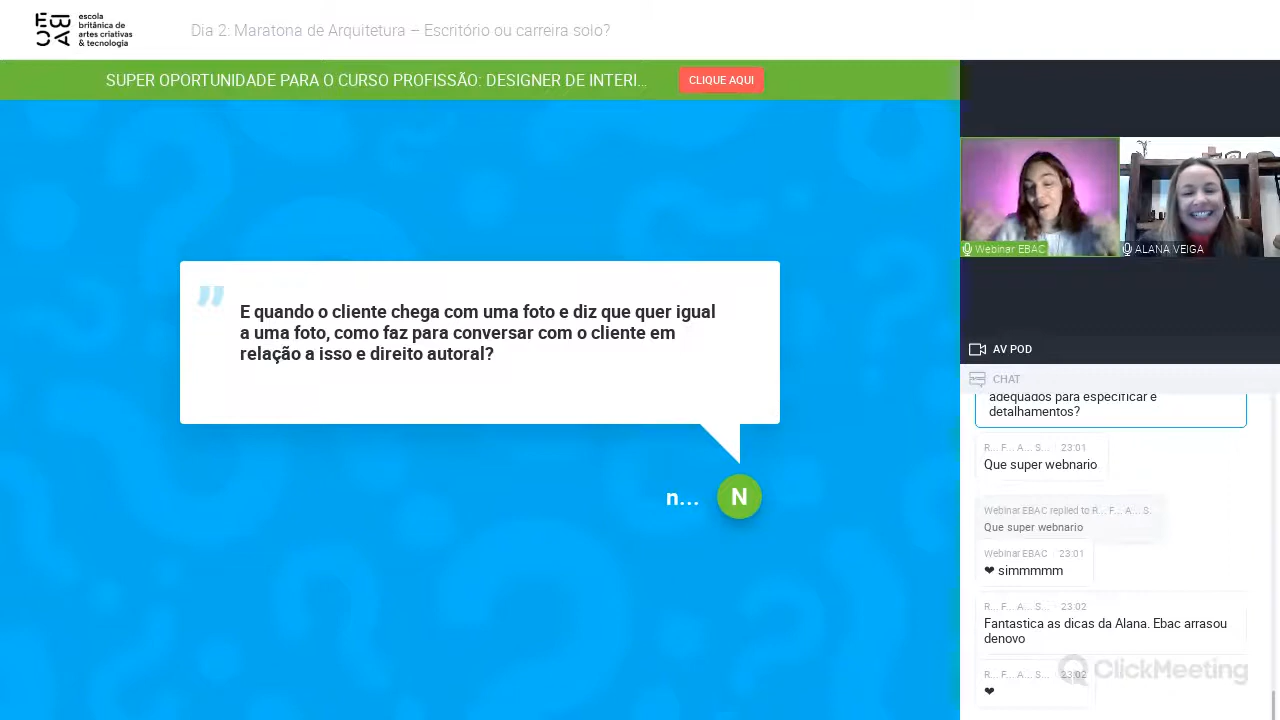 escola
britânica de
artes criativas
& tecnologia
Dia 2: Maratona de Arquitetura – Escritório ou carreira solo?
SUPER OPORTUNIDADE PARA O CURSO PROFISSÃO: DESIGNER DE INTERI...
CLIQUE AQUI
E quando o cliente chega com uma foto e diz que quer igual
a uma foto, como faz para conversar com o cliente em
relação a isso e direito autoral?
n...
N
Webinar EBAC
ALANA VEIGA
AV POD
CHAT
adequados para especificar e
detalhamentos?
R... F... A... S... · 23:01
Que super webnario
Webinar EBAC replied to R... F... A... S.
Que super webnario
Webinar EBAC · 23:01
❤ simmmmm
R... F... A... S... · 23:02
Fantastica as dicas da Alana. Ebac arrasou
denovo
R... F... A... S... · 23:02
❤
ClickMeeting